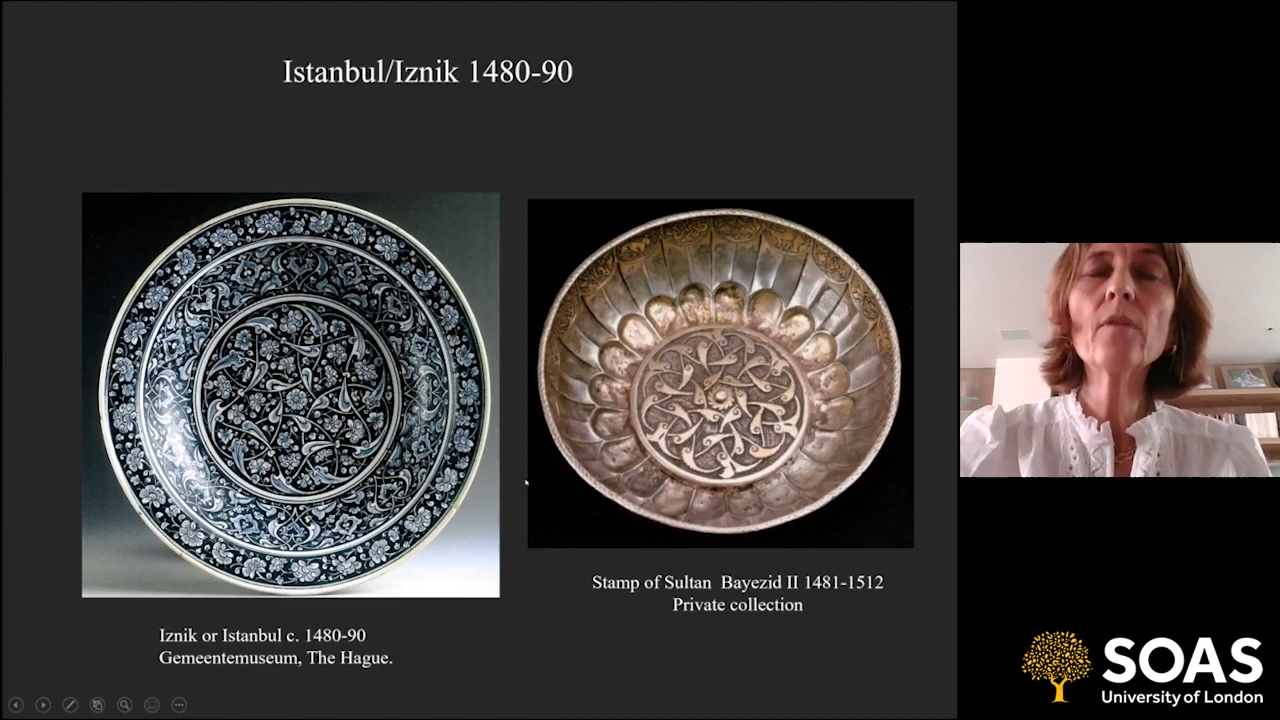 Istanbul/Iznik 1480-90
Stamp of Sultan Bayezid II 1481-1512
Private collection
Iznik or Istanbul c. 1480-90
Gemeentemuseum, The Hague.
SOAS
University of London